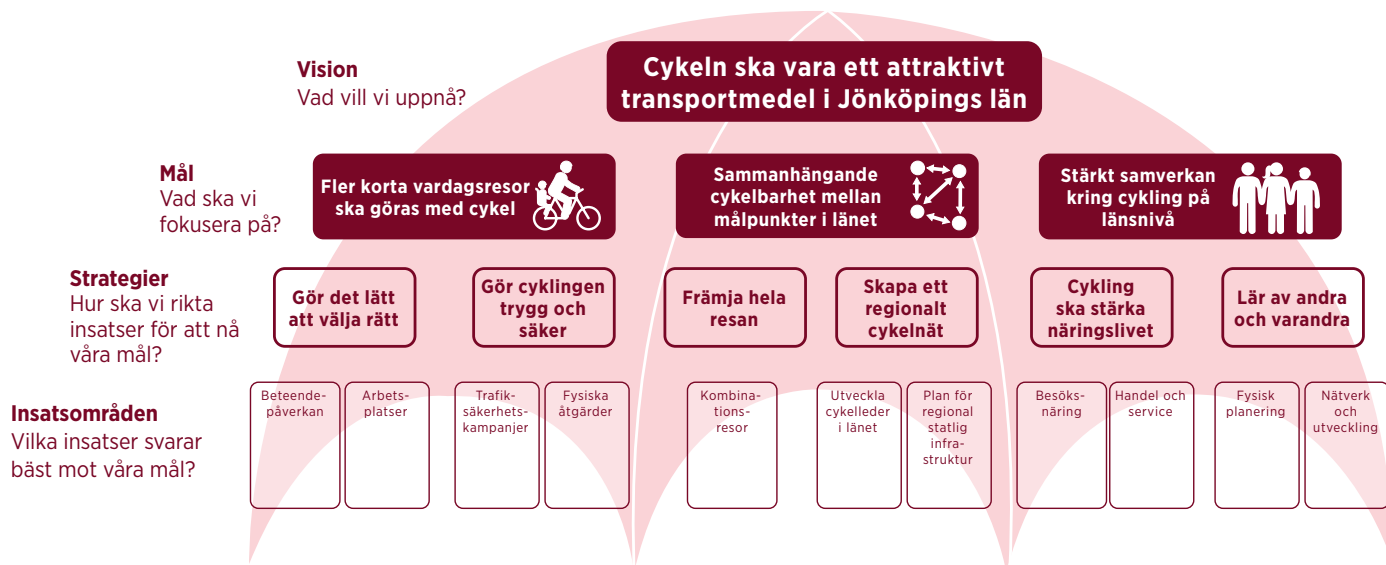 Vision
Vad vill vi uppnå?
Cykeln ska vara ett attraktivt
transportmedel i Jönköpings län
Mål
Vad ska vi
fokusera på?
Fler korta vardagsresor
ska göras med cykel
Sammanhängande
cykelbarhet mellan
målpunkter i länet
Stärkt samverkan
kring cykling på
länsnivå
Strategier
Hur ska vi rikta
insatser för att nå
våra mål?
Gör det lätt
att välja rätt
Gör cyklingen
trygg och
säker
Främja hela
resan
Skapa ett
regionalt
cykelnät
Cykling
ska stärka
näringslivet
Lär av andra
och varandra
Insatsområden
Vilka insatser svarar
bäst mot våra mål?
Beteende-
påverkan
Arbets-
platser
Trafik-
säkerhets-
kampanjer
Fysiska
åtgärder
Kombina-
tions-
resor
Utveckla
cykelleder
i länet
Plan för
regional
statlig
infra-
struktur
Besöks-
näring
Handel och
service
Fysisk
planering
Nätverk
och
utveckling